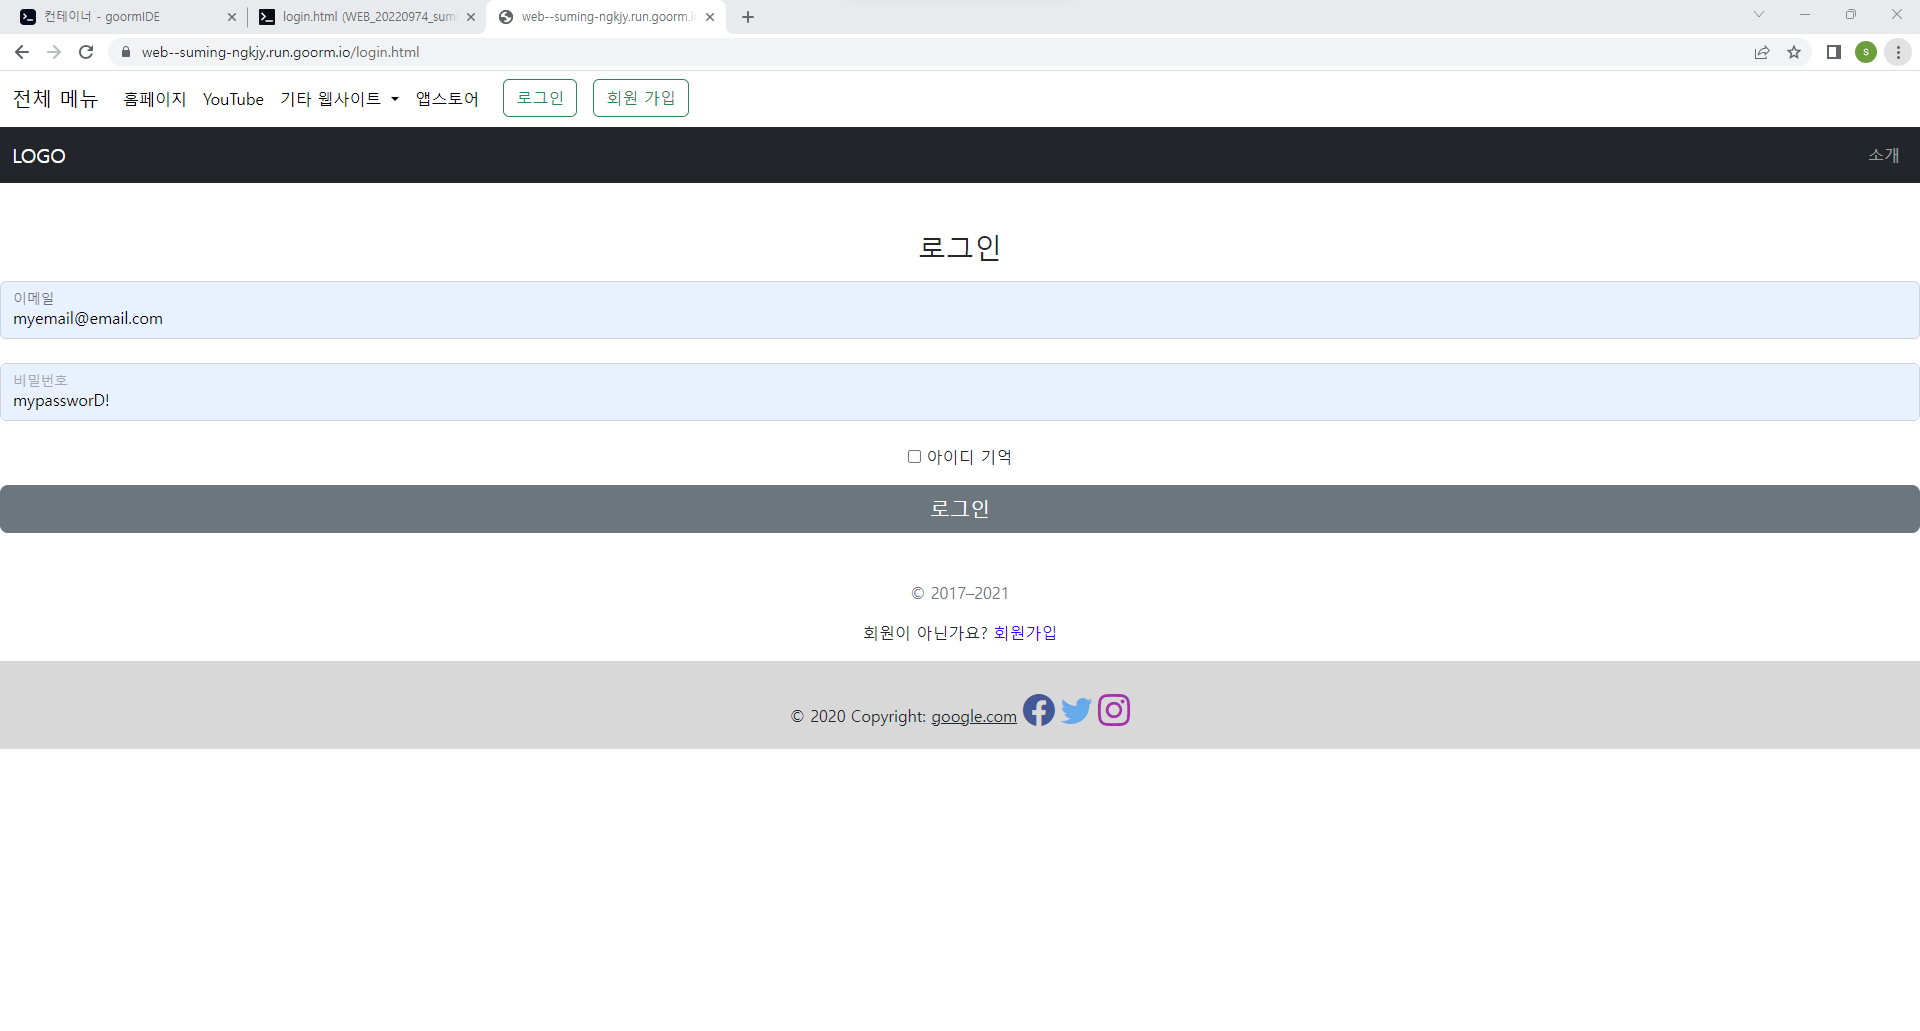 컨테이너 - goormIDE
login.html (WEB_20220974_sumi
web--suming-ngkjy.run.goorm.i
web--suming-ngkjy.run.goorm.io/login.html
s
전체 메뉴 홈페이지 YouTube 기타 웹사이트 앱스토어 로그인 회원 가입
LOGO 소개
로그인
이메일
myemail@email.com
비밀번호
mypassworD!
아이디 기억
로그인
© 2017–2021
회원이 아닌가요? 회원가입
© 2020 Copyright: google.com